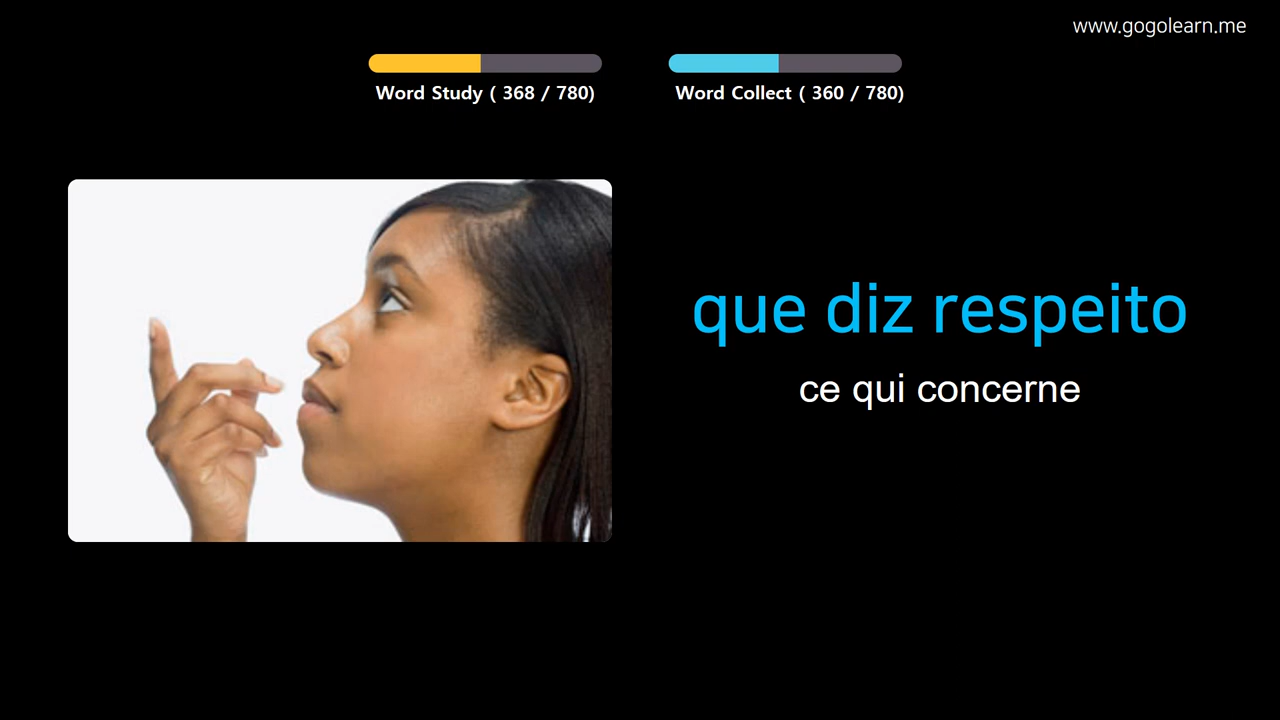 www.gogolearn.me
Word Study ( 368 / 780)
Word Collect ( 360 / 780)
que diz respeito
ce qui concerne